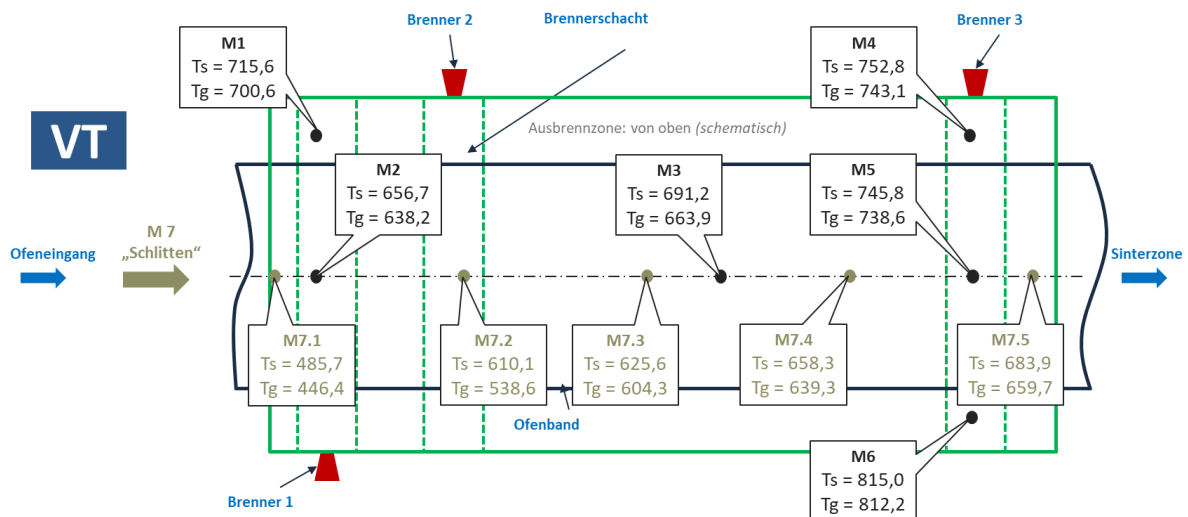 Brenner 2
Brennerschacht
Brenner 3
M1
Ts = 715,6
Tg = 700,6
M4
Ts = 752,8
Tg = 743,1
VT
Ausbrennzone: von oben (schematisch)
M2
Ts = 656,7
Tg = 638,2
M3
Ts = 691,2
Tg = 663,9
M5
Ts = 745,8
Tg = 738,6
Ofeneingang
M 7
„Schlitten“
Sinterzone
M7.1
Ts = 485,7
Tg = 446,4
M7.2
Ts = 610,1
Tg = 538,6
M7.3
Ts = 625,6
Tg = 604,3
M7.4
Ts = 658,3
Tg = 639,3
M7.5
Ts = 683,9
Tg = 659,7
Ofenband
Brenner 1
M6
Ts = 815,0
Tg = 812,2